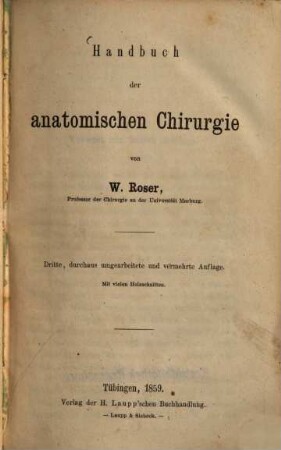 Handbuch
der
anatomischen Chirurgie
von
W. Roser,
Professor der Chirurgie an der Universität Marburg.
Dritte, durchaus umgearbeitete und vermehrte Auflage.
Mit vielen Holzschnitten.
Tübingen, 1859.
Verlag der H. Laupp'schen Buchhandlung.
— Laupp & Siebeck. —